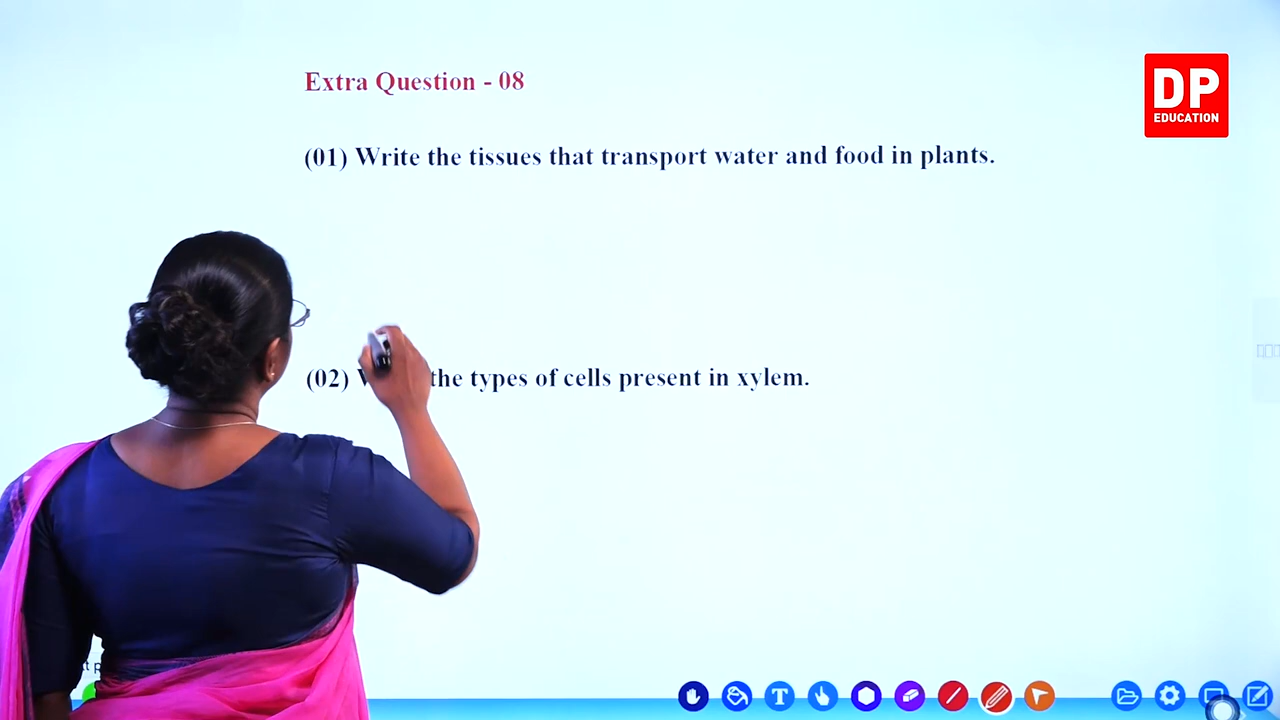 Extra Question - 08
DP
EDUCATION
(01) Write the tissues that transport water and food in plants.
(02) the types of cells present in xylem.